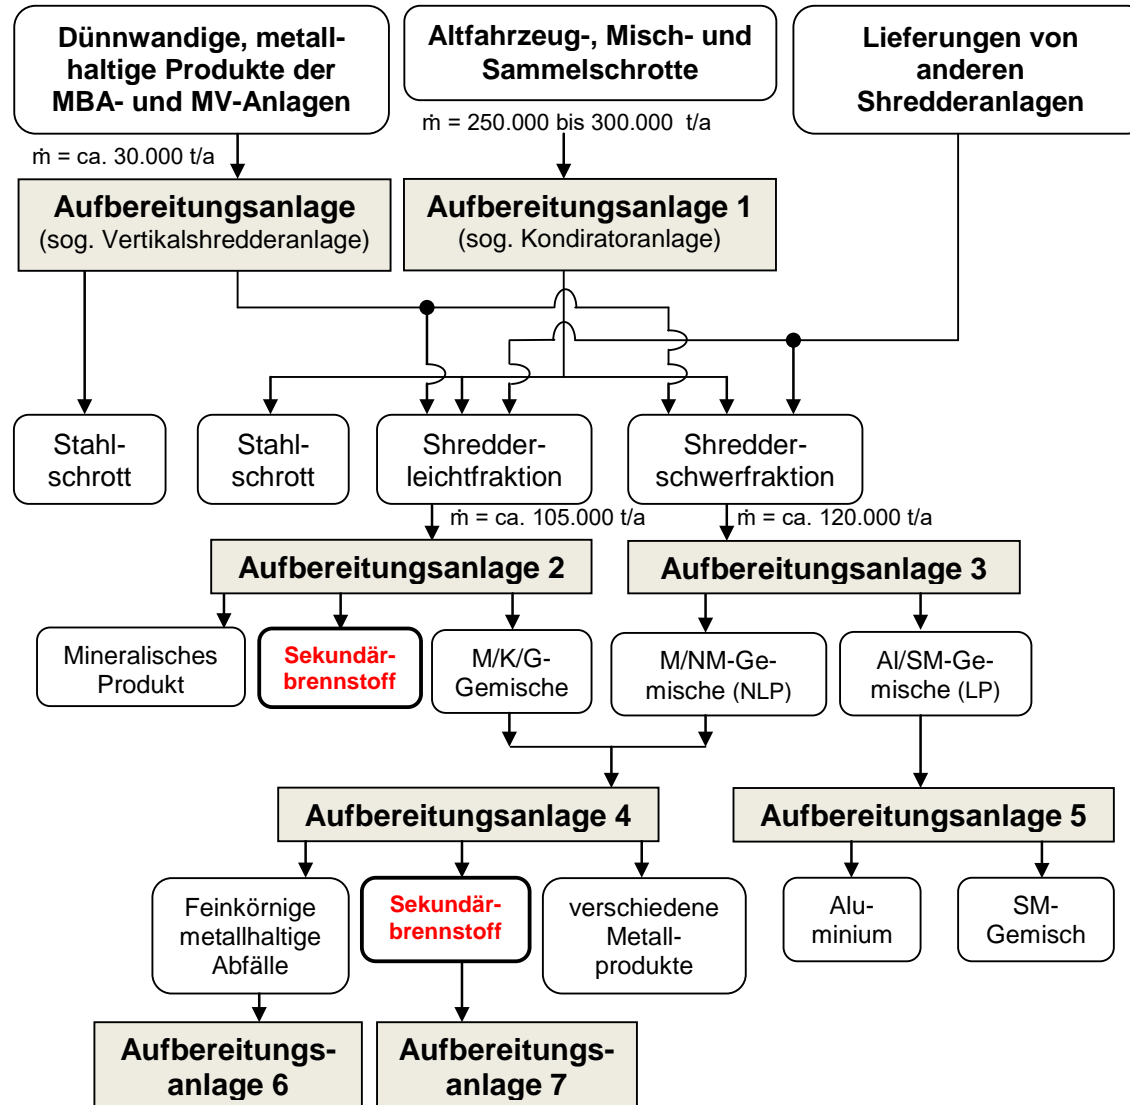 Dünnwandige, metall-
haltige Produkte der
MBA- und MV-Anlagen
Altfahrzeug-, Misch- und
Sammelschrotte
Lieferungen von
anderen
Shredderanlagen
ṁ = ca. 30.000 t/a
ṁ = 250.000 bis 300.000 t/a
Aufbereitungsanlage
(sog. Vertikalshredderanlage)
Aufbereitungsanlage 1
(sog. Kondiratoranlage)
Stahl-
schrott
Stahl-
schrott
Shredder-
leichtfraktion
Shredder-
schwerfraktion
ṁ = ca. 105.000 t/a
ṁ = ca. 120.000 t/a
Aufbereitungsanlage 2
Aufbereitungsanlage 3
Mineralisches
Produkt
Sekundär-
brennstoff
M/K/G-
Gemische
M/NM-Ge-
mische (NLP)
Al/SM-Ge-
mische (LP)
Aufbereitungsanlage 4
Aufbereitungsanlage 5
Feinkörnige
metallhaltige
Abfälle
Sekundär-
brennstoff
verschiedene
Metall-
produkte
Alu-
minium
SM-
Gemisch
Aufbereitungs-
anlage 6
Aufbereitungs-
anlage 7